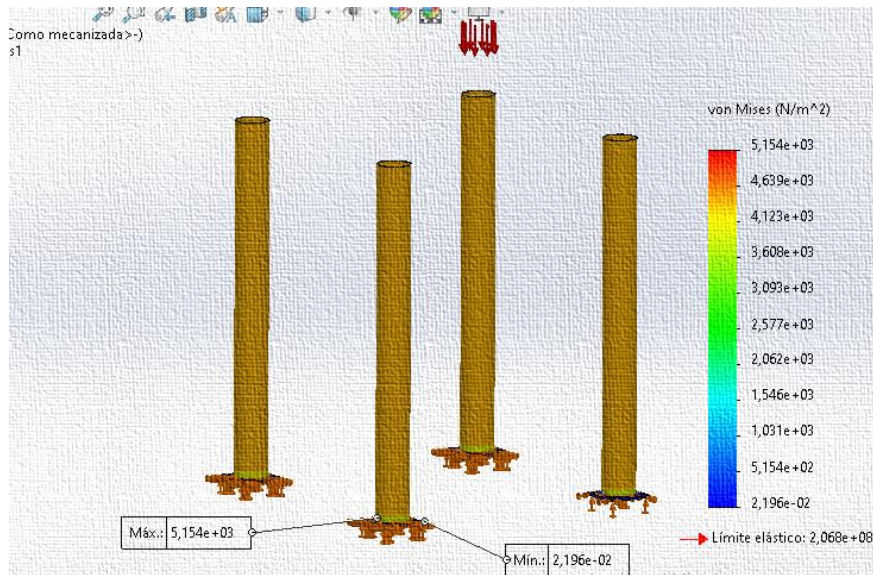 Como mecanizada>-)
s1
von Mises (N/m^2)
5,154e+03
4,639e+03
4,123e+03
3,608e+03
3,093e+03
2,577e+03
2,062e+03
1,546e+03
1,031e+03
5,154e+02
2,196e-02
Límite elástico: 2,068e+08
Máx.: 5,154e+03
Mín.: 2,196e-02